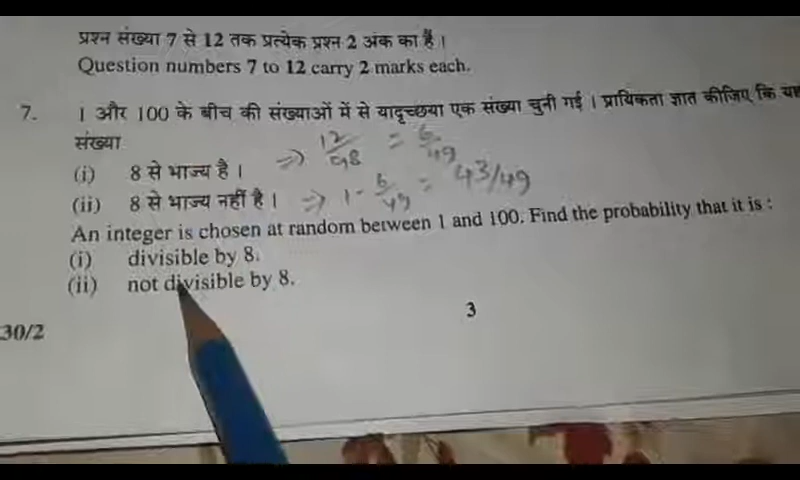 प्रश्न संख्या 7 से 12 तक प्रत्येक प्रश्न 2 अंक का है ।
Question numbers 7 to 12 carry 2 marks each.
7. 1 और 100 के बीच की संख्याओं में से यादृच्छया एक संख्या चुनी गई । प्रायिकता ज्ञात कीजिए कि यह
संख्या
(i) 8 से भाज्य है । => 12/98 = 6/49
(ii) 8 से भाज्य नहीं है । => 1 - 6/49 = 43/49
An integer is chosen at random between 1 and 100. Find the probability that it is :
(i) divisible by 8.
(ii) not divisible by 8.
3
30/2